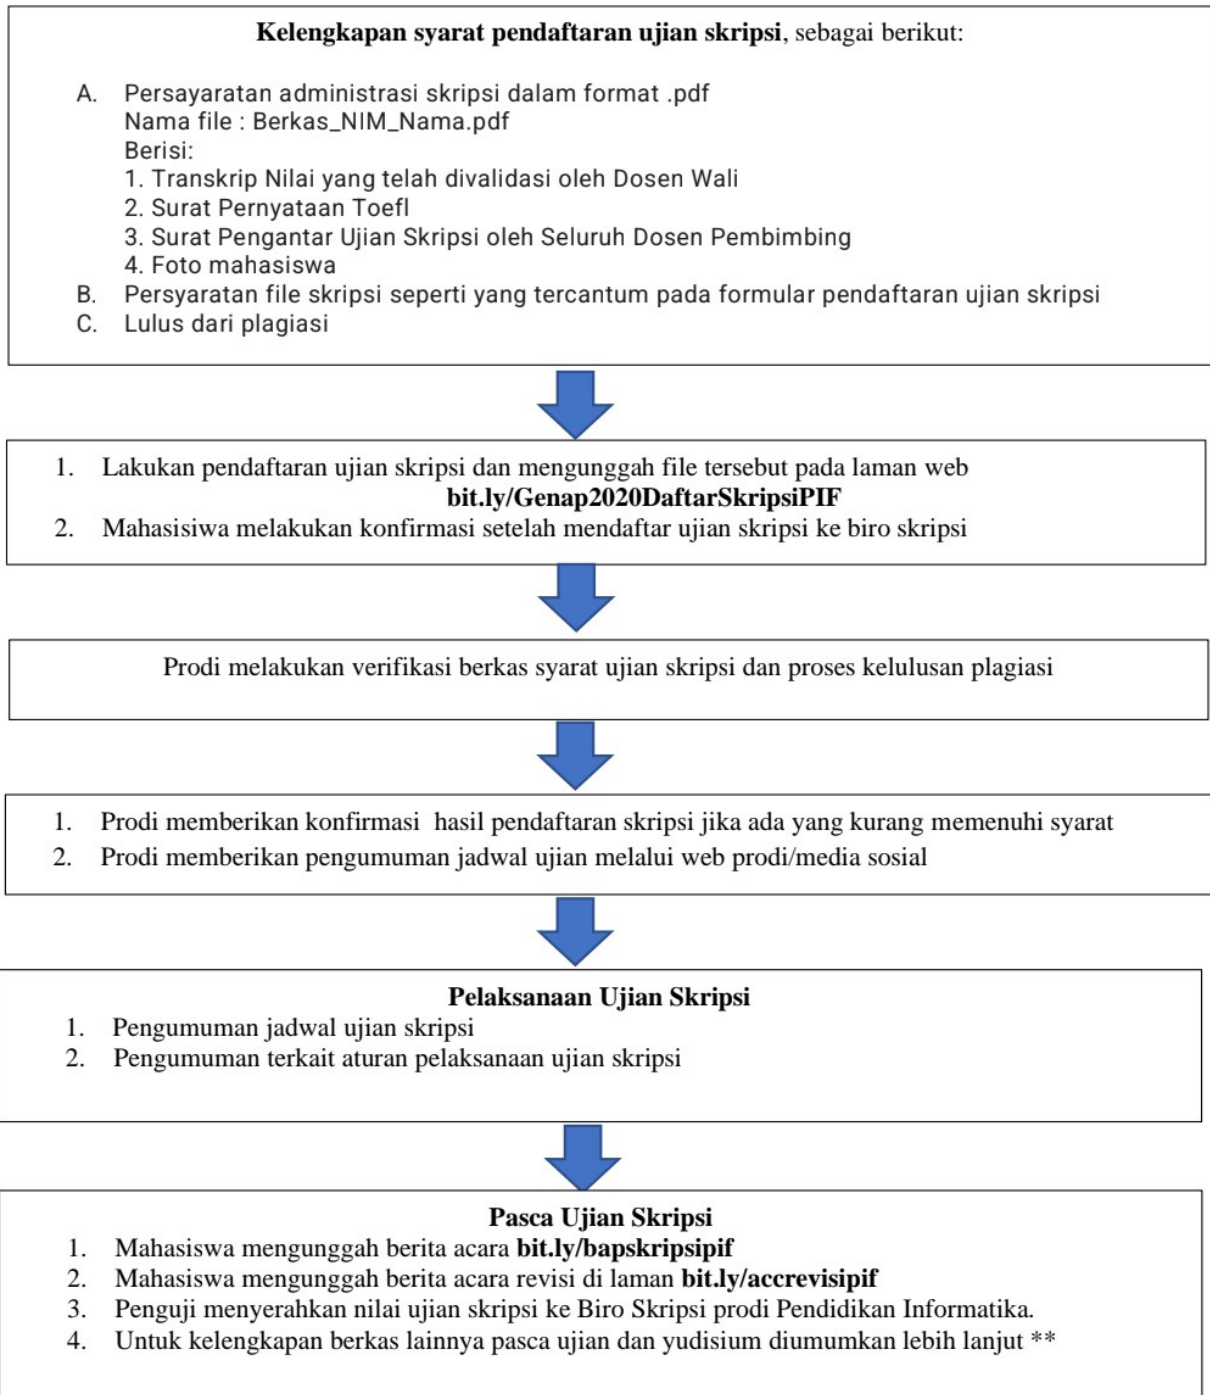 Kelengkapan syarat pendaftaran ujian skripsi, sebagai berikut:
A. Persayaratan administrasi skripsi dalam format .pdf
Nama file : Berkas_NIM_Nama.pdf
Berisi:
1. Transkrip Nilai yang telah divalidasi oleh Dosen Wali
2. Surat Pernyataan Toefl
3. Surat Pengantar Ujian Skripsi oleh Seluruh Dosen Pembimbing
4. Foto mahasiswa
B. Persyaratan file skripsi seperti yang tercantum pada formular pendaftaran ujian skripsi
C. Lulus dari plagiasi
1. Lakukan pendaftaran ujian skripsi dan mengunggah file tersebut pada laman web
bit.ly/Genap2020DaftarSkripsiPIF
2. Mahasisiwa melakukan konfirmasi setelah mendaftar ujian skripsi ke biro skripsi
Prodi melakukan verifikasi berkas syarat ujian skripsi dan proses kelulusan plagiasi
1. Prodi memberikan konfirmasi hasil pendaftaran skripsi jika ada yang kurang memenuhi syarat
2. Prodi memberikan pengumuman jadwal ujian melalui web prodi/media sosial
Pelaksanaan Ujian Skripsi
1. Pengumuman jadwal ujian skripsi
2. Pengumuman terkait aturan pelaksanaan ujian skripsi
Pasca Ujian Skripsi
1. Mahasiswa mengunggah berita acara bit.ly/bapskripsipif
2. Mahasiswa mengunggah berita acara revisi di laman bit.ly/accrevisipif
3. Penguji menyerahkan nilai ujian skripsi ke Biro Skripsi prodi Pendidikan Informatika.
4. Untuk kelengkapan berkas lainnya pasca ujian dan yudisium diumumkan lebih lanjut **